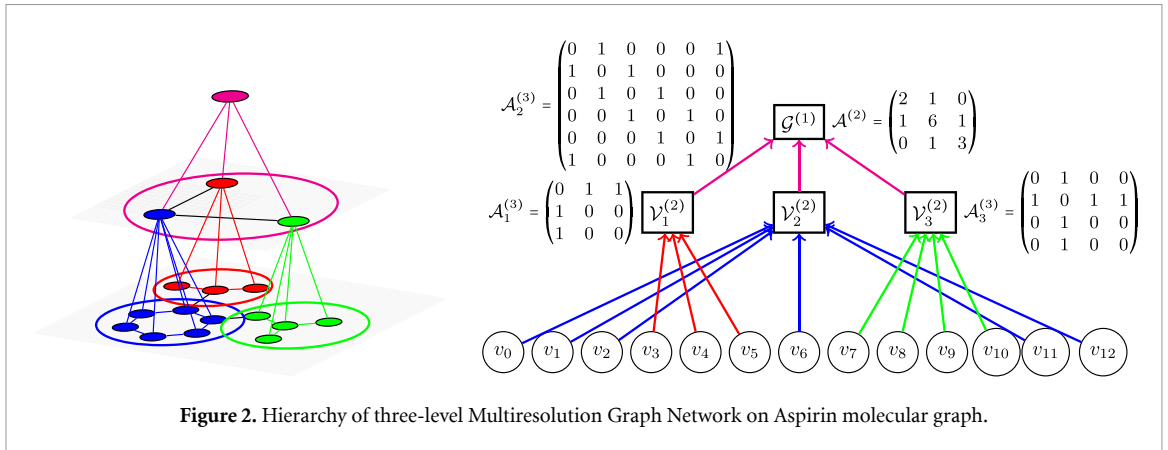 𝒜₂⁽³⁾ =
0 1 0 0 0 1
1 0 1 0 0 0
0 1 0 1 0 0
0 0 1 0 1 0
0 0 0 1 0 1
1 0 0 0 1 0
𝒢⁽¹⁾
𝒜⁽²⁾ =
2 1 0
1 6 1
0 1 3
𝒜₁⁽³⁾ =
0 1 1
1 0 0
1 0 0
𝒱₁⁽²⁾
𝒱₂⁽²⁾
𝒱₃⁽²⁾
𝒜₃⁽³⁾ =
0 1 0 0
1 0 1 1
0 1 0 0
0 1 0 0
v₀ v₁ v₂ v₃ v₄ v₅ v₆ v₇ v₈ v₉ v₁₀ v₁₁ v₁₂
Figure 2. Hierarchy of three-level Multiresolution Graph Network on Aspirin molecular graph.